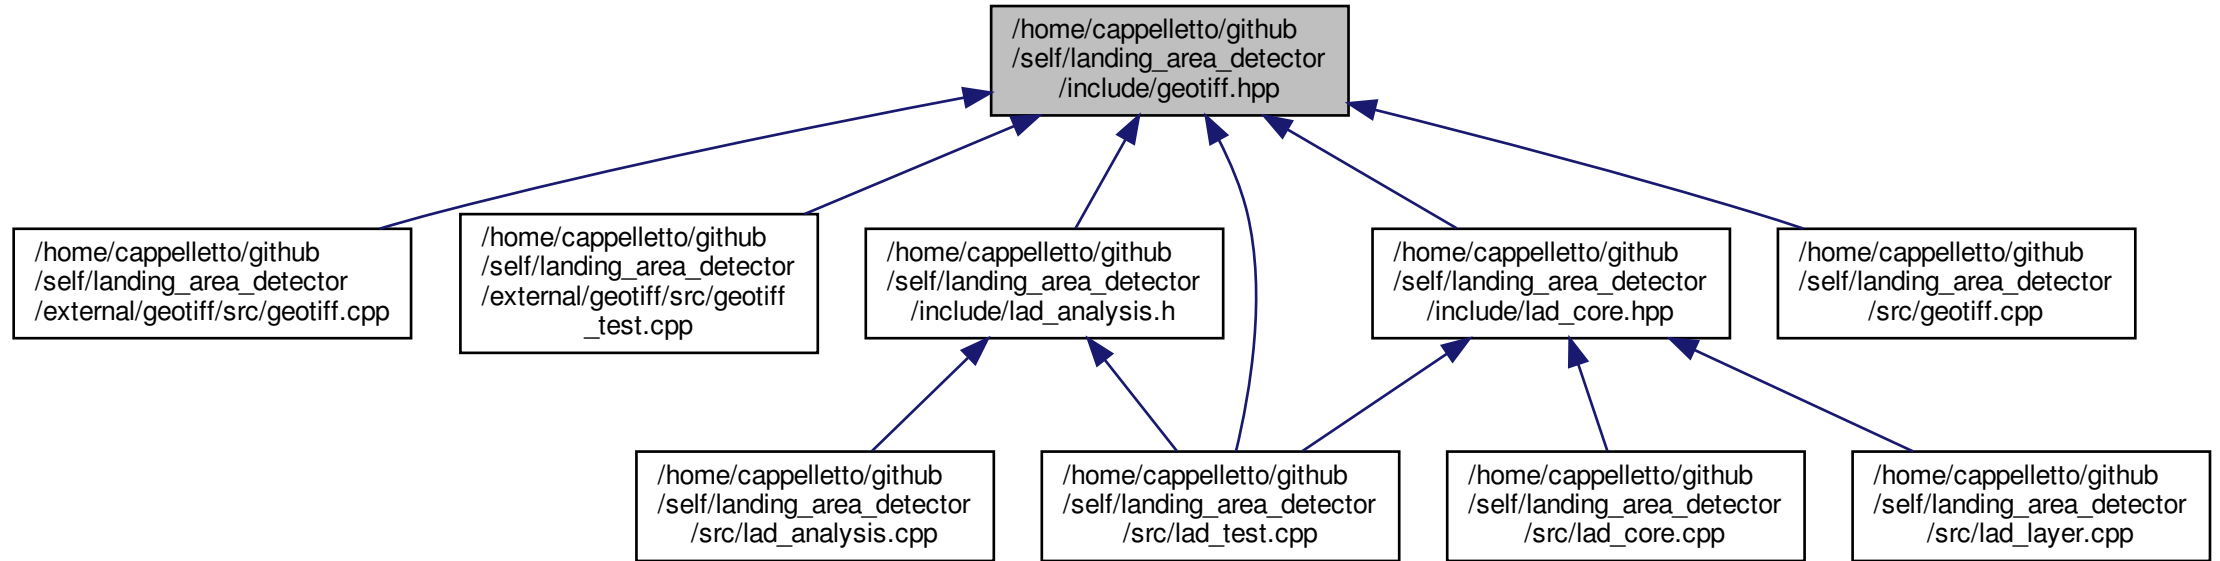 /home/cappelletto/github
/self/landing_area_detector
/include/geotiff.hpp
/home/cappelletto/github
/self/landing_area_detector
/external/geotiff/src/geotiff.cpp
/home/cappelletto/github
/self/landing_area_detector
/external/geotiff/src/geotiff
_test.cpp
/home/cappelletto/github
/self/landing_area_detector
/include/lad_analysis.h
/home/cappelletto/github
/self/landing_area_detector
/include/lad_core.hpp
/home/cappelletto/github
/self/landing_area_detector
/src/geotiff.cpp
/home/cappelletto/github
/self/landing_area_detector
/src/lad_analysis.cpp
/home/cappelletto/github
/self/landing_area_detector
/src/lad_test.cpp
/home/cappelletto/github
/self/landing_area_detector
/src/lad_core.cpp
/home/cappelletto/github
/self/landing_area_detector
/src/lad_layer.cpp